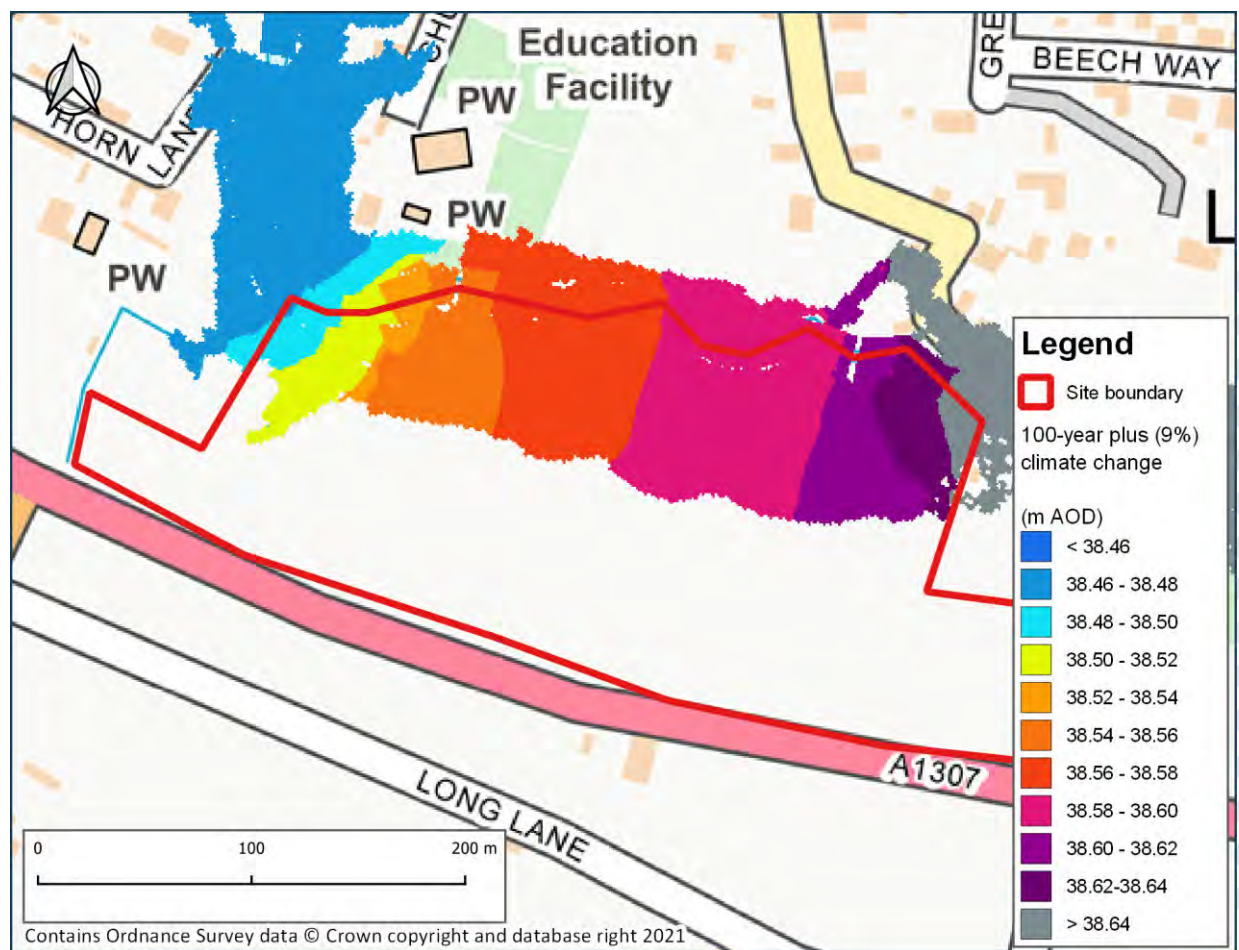 Education
Facility
PW
PW
PW
HORN LANE
CHU
GRE
BEECH WAY
L
A1307
LONG LANE
Legend
Site boundary
100-year plus (9%)
climate change
(m AOD)
< 38.46
38.46 - 38.48
38.48 - 38.50
38.50 - 38.52
38.52 - 38.54
38.54 - 38.56
38.56 - 38.58
38.58 - 38.60
38.60 - 38.62
38.62-38.64
> 38.64
0 100 200 m
Contains Ordnance Survey data © Crown copyright and database right 2021